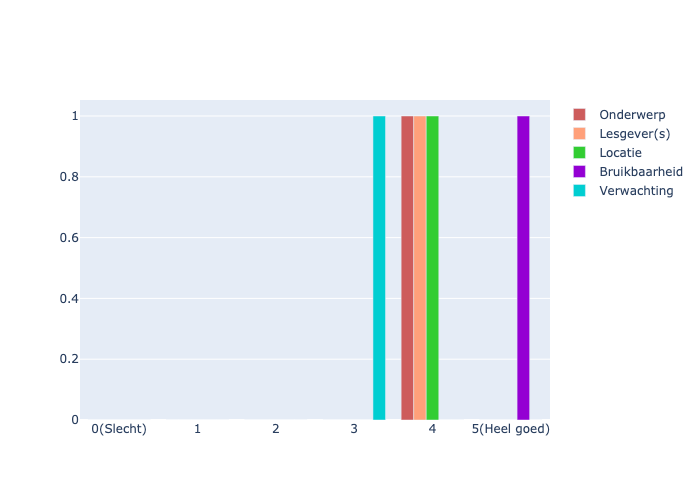 1
0.8
0.6
0.4
0.2
0
0(Slecht) 1 2 3 4 5(Heel goed)
Onderwerp
Lesgever(s)
Locatie
Bruikbaarheid
Verwachting